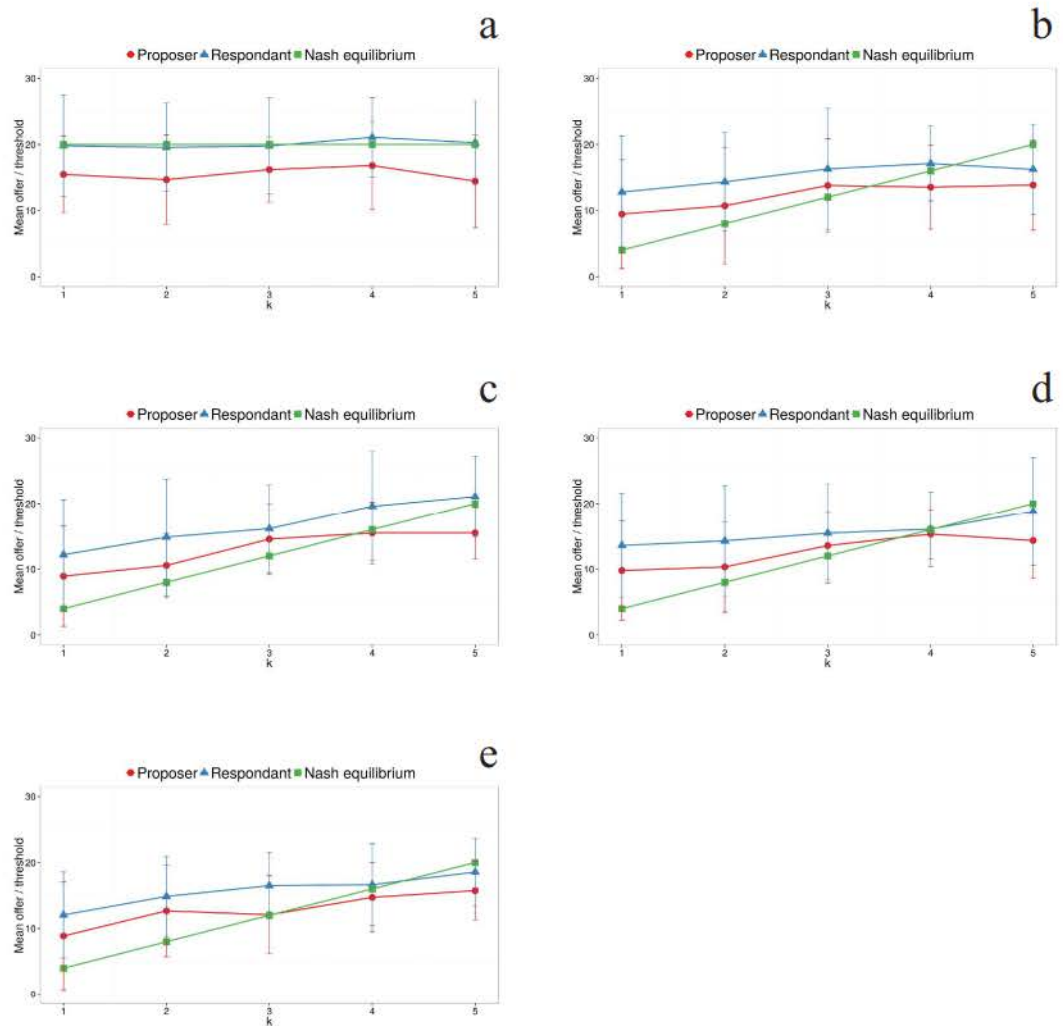 a
Proposer Respondant Nash equilibrium
30
20
10
0
Mean offer / threshold
1 2 3 4 5
k
b
Proposer Respondant Nash equilibrium
30
20
10
0
Mean offer / threshold
1 2 3 4 5
k
c
Proposer Respondant Nash equilibrium
30
20
10
0
Mean offer / threshold
1 2 3 4 5
k
d
Proposer Respondant Nash equilibrium
30
20
10
0
Mean offer / threshold
1 2 3 4 5
k
e
Proposer Respondant Nash equilibrium
30
20
10
0
Mean offer / threshold
1 2 3 4 5
k